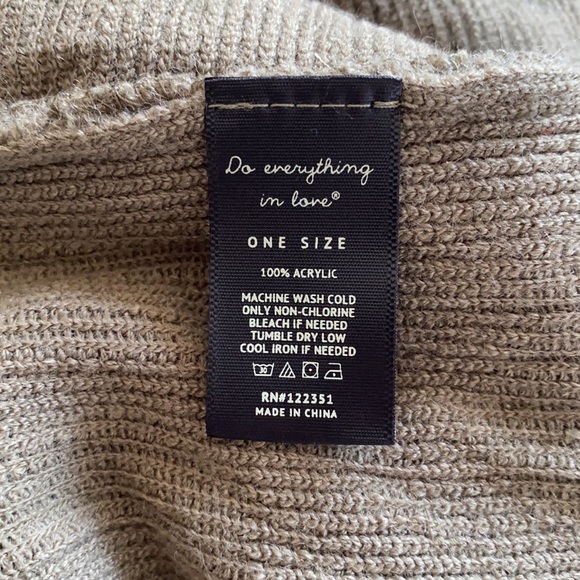 Do everything
in love®
ONE SIZE
100% ACRYLIC
MACHINE WASH COLD
ONLY NON-CHLORINE
BLEACH IF NEEDED
TUMBLE DRY LOW
COOL IRON IF NEEDED
RN#122351
MADE IN CHINA